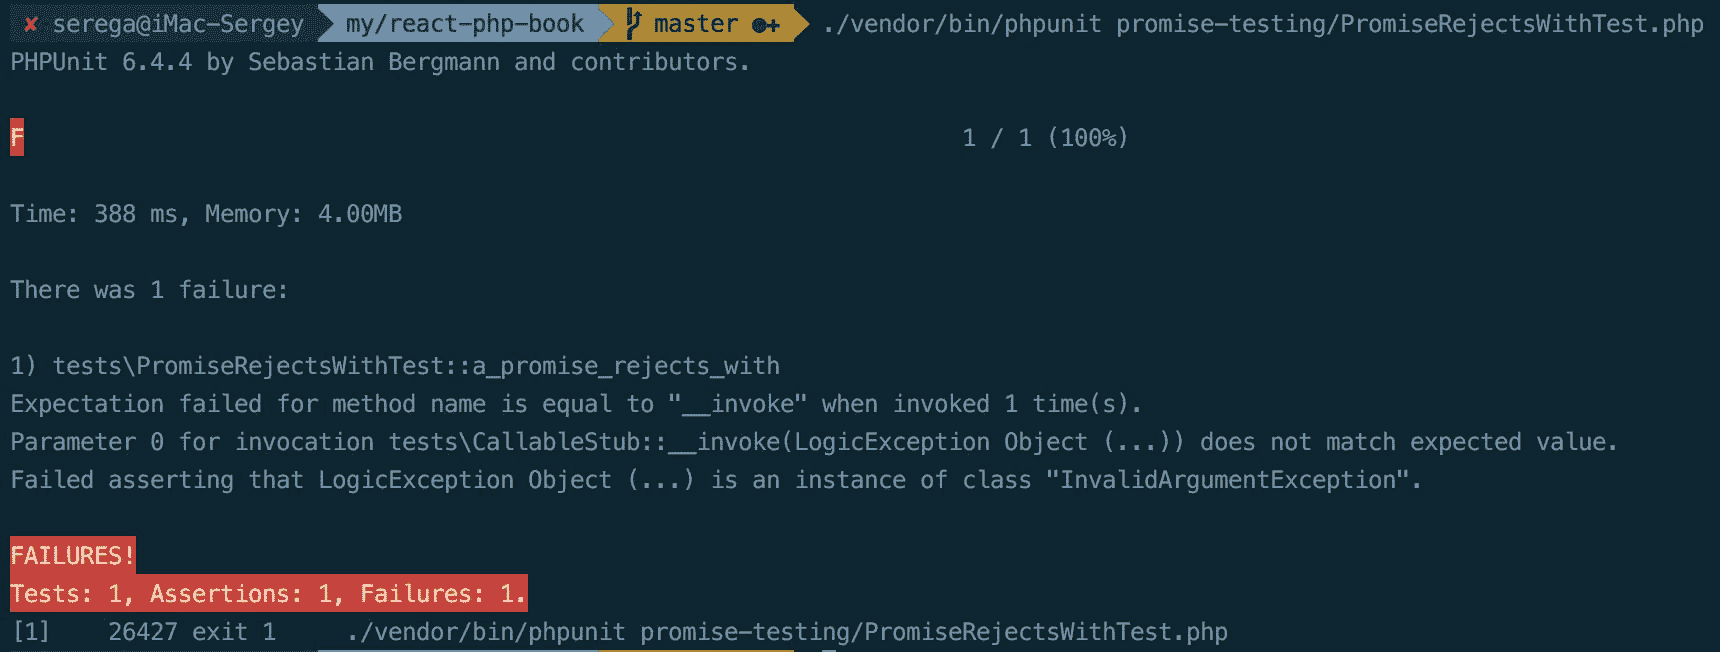 ✘ serega@iMac-Sergey my/react-php-book master ●+ ./vendor/bin/phpunit promise-testing/PromiseRejectsWithTest.php
PHPUnit 6.4.4 by Sebastian Bergmann and contributors.
F 1 / 1 (100%)
Time: 388 ms, Memory: 4.00MB
There was 1 failure:
1) tests\PromiseRejectsWithTest::a_promise_rejects_with
Expectation failed for method name is equal to "__invoke" when invoked 1 time(s).
Parameter 0 for invocation tests\CallableStub::__invoke(LogicException Object (...)) does not match expected value.
Failed asserting that LogicException Object (...) is an instance of class "InvalidArgumentException".
FAILURES!
Tests: 1, Assertions: 1, Failures: 1.
[1] 26427 exit 1 ./vendor/bin/phpunit promise-testing/PromiseRejectsWithTest.php